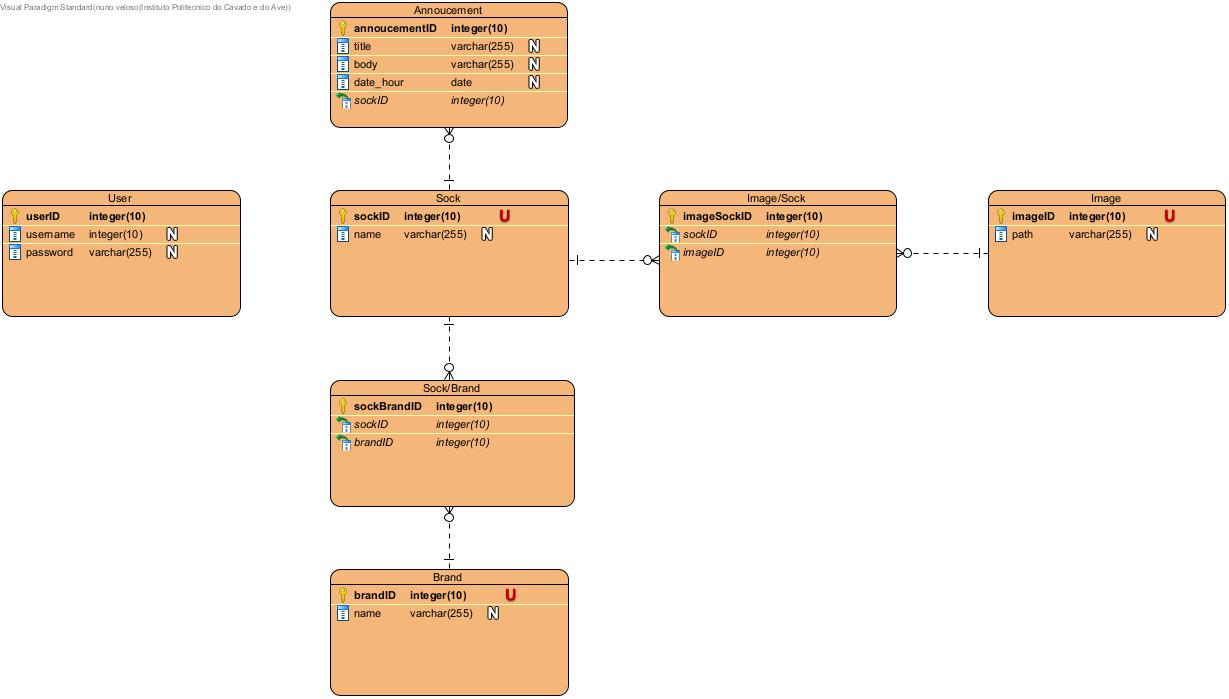 Visual Paradigm Standard(nuno.veloso(Instituto Politecnico do Cavado e do Ave))
Annoucement
annoucementID integer(10)
title varchar(255) N
body varchar(255) N
date_hour date N
sockID integer(10)
User
userID integer(10)
username integer(10) N
password varchar(255) N
Sock
sockID integer(10) U
name varchar(255) N
Image/Sock
imageSockID integer(10)
sockID integer(10)
imageID integer(10)
Image
imageID integer(10) U
path varchar(255) N
Sock/Brand
sockBrandID integer(10)
sockID integer(10)
brandID integer(10)
Brand
brandID integer(10) U
name varchar(255) N